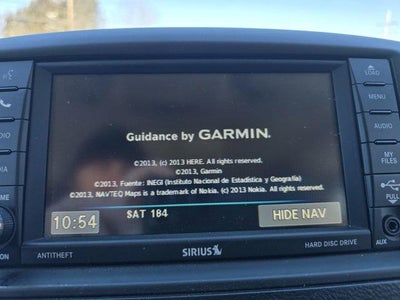 LOAD
MENU
AUDIO
MY
FILES
PULL
AUX
Guidance by GARMIN.
©2013, (c) 2013 HERE. All rights reserved.
©2013, Garmin
©2013, Fuente: INEGI (Instituto Nacional de Estadística y Geografía)
©2013, NAVTEQ Maps is a trademark of Nokia. (c) 2013 Nokia. All rights reserved.
10:54
SAT 184
HIDE NAV
ANTITHEFT
SIRIUS
HARD DISC DRIVE